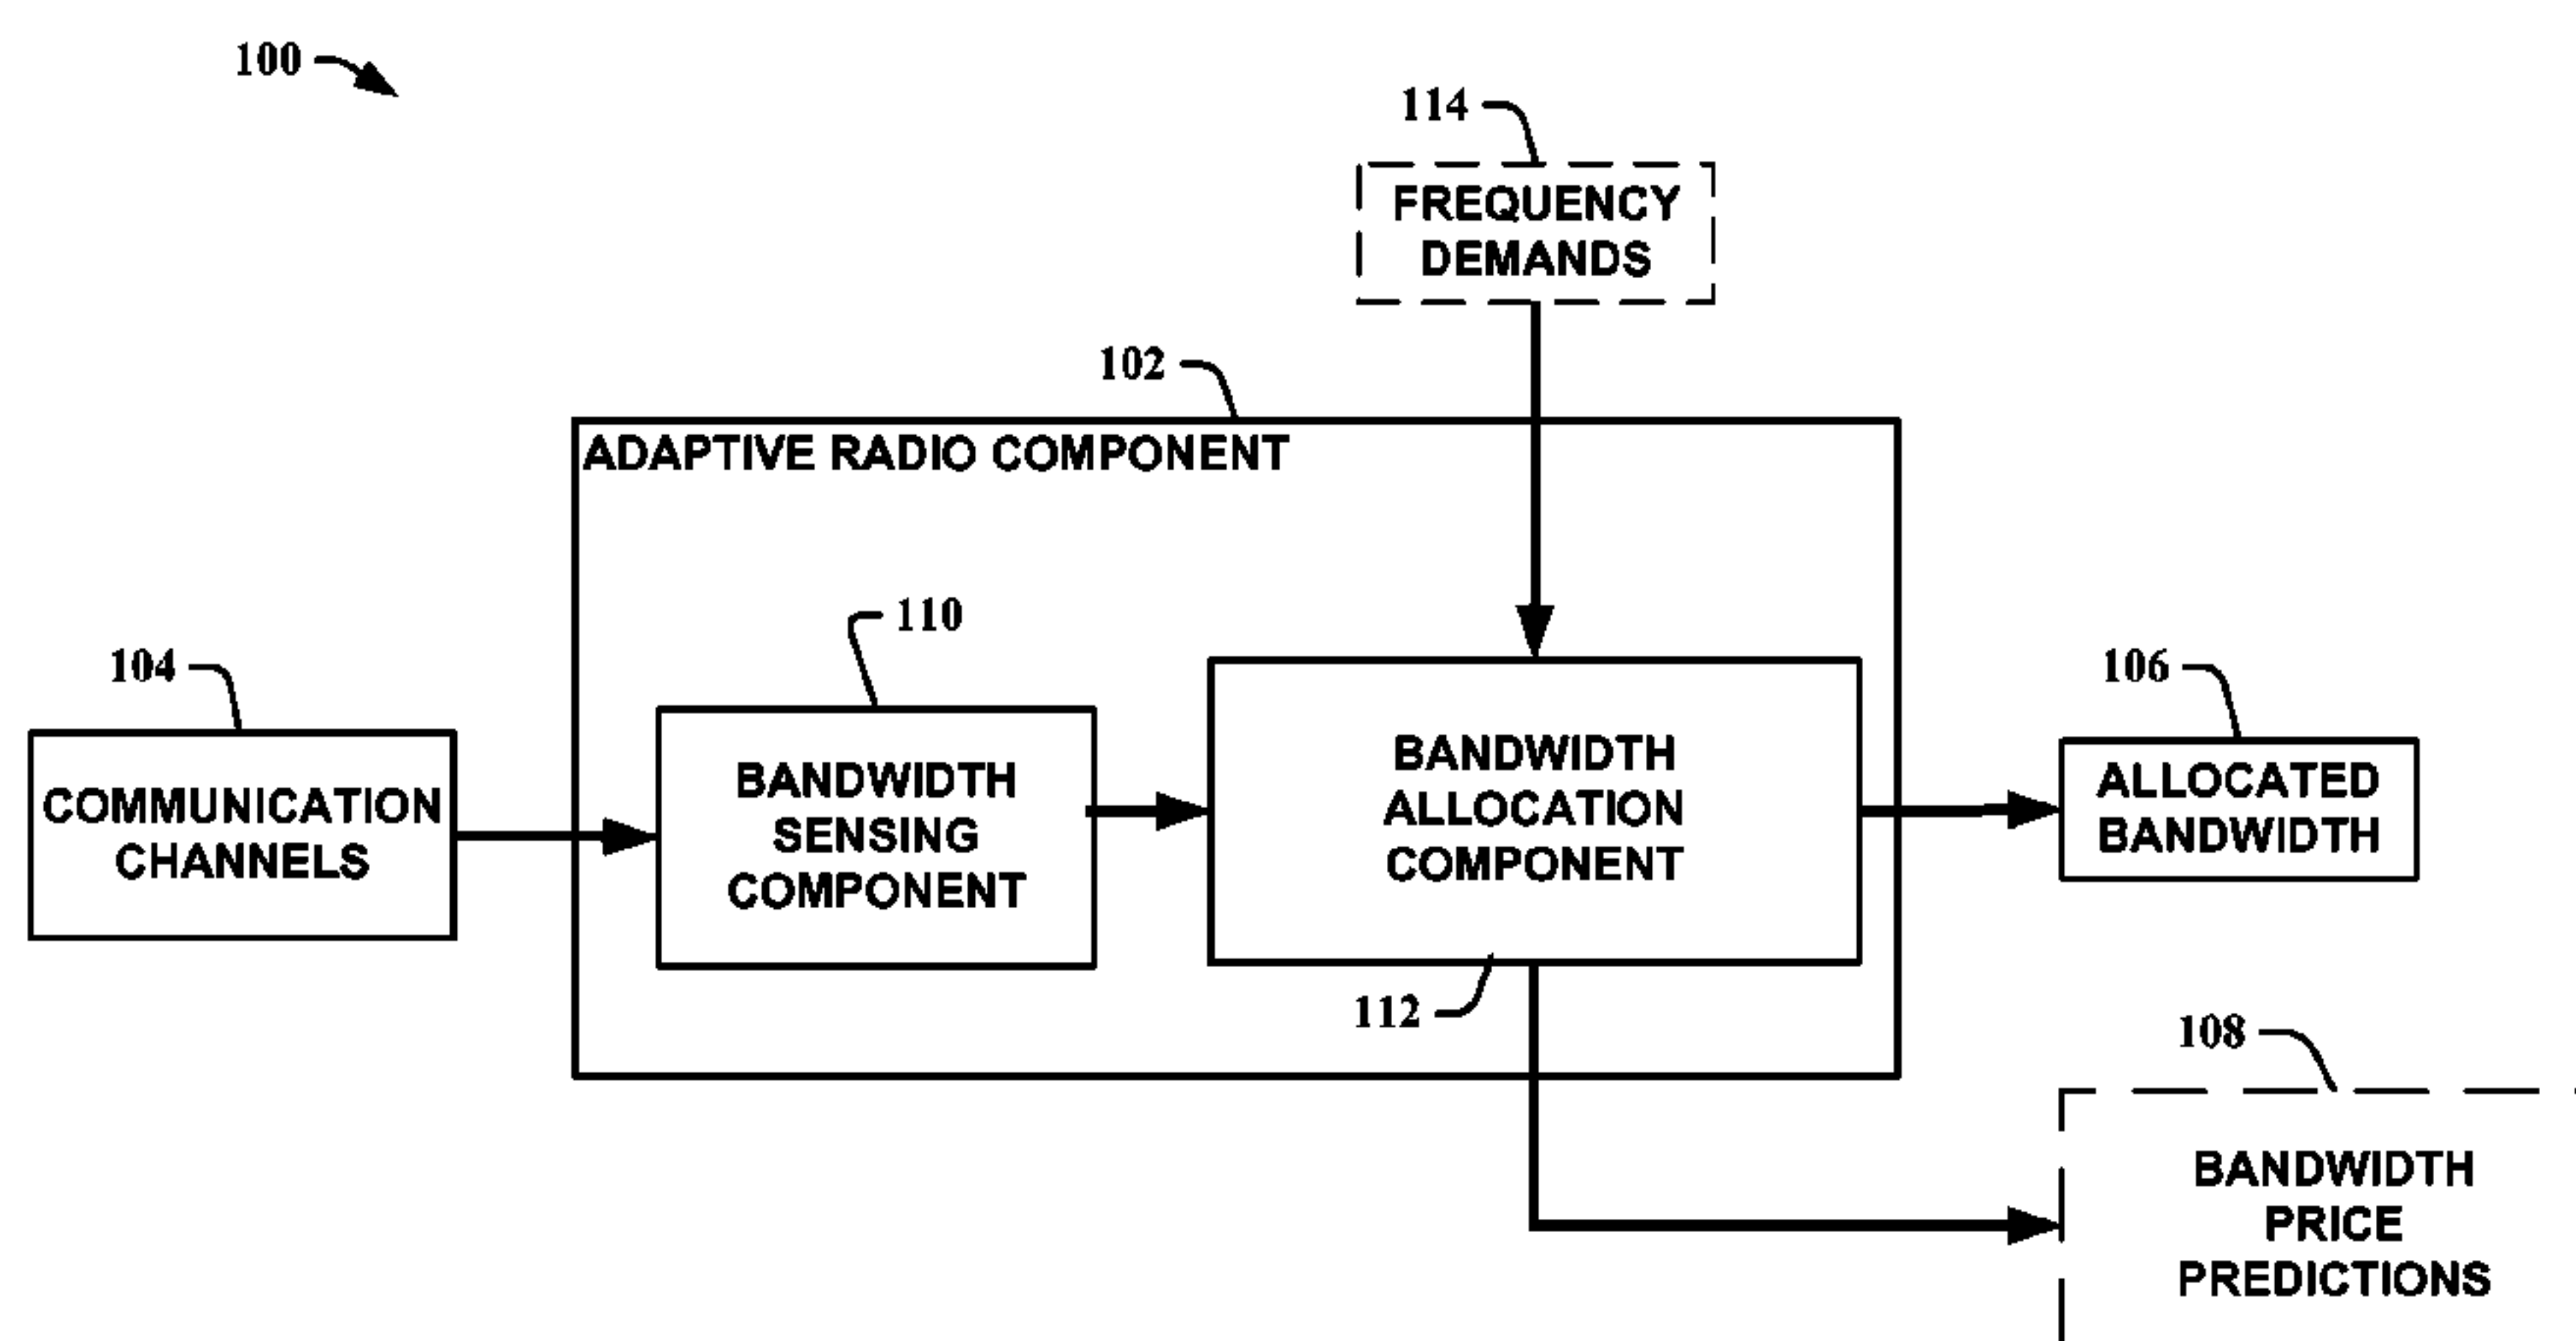 100
114
FREQUENCY
DEMANDS
102
ADAPTIVE RADIO COMPONENT
110
104
106
COMMUNICATION
CHANNELS
BANDWIDTH
SENSING
COMPONENT
BANDWIDTH
ALLOCATION
COMPONENT
ALLOCATED
BANDWIDTH
112
108
BANDWIDTH
PRICE
PREDICTIONS